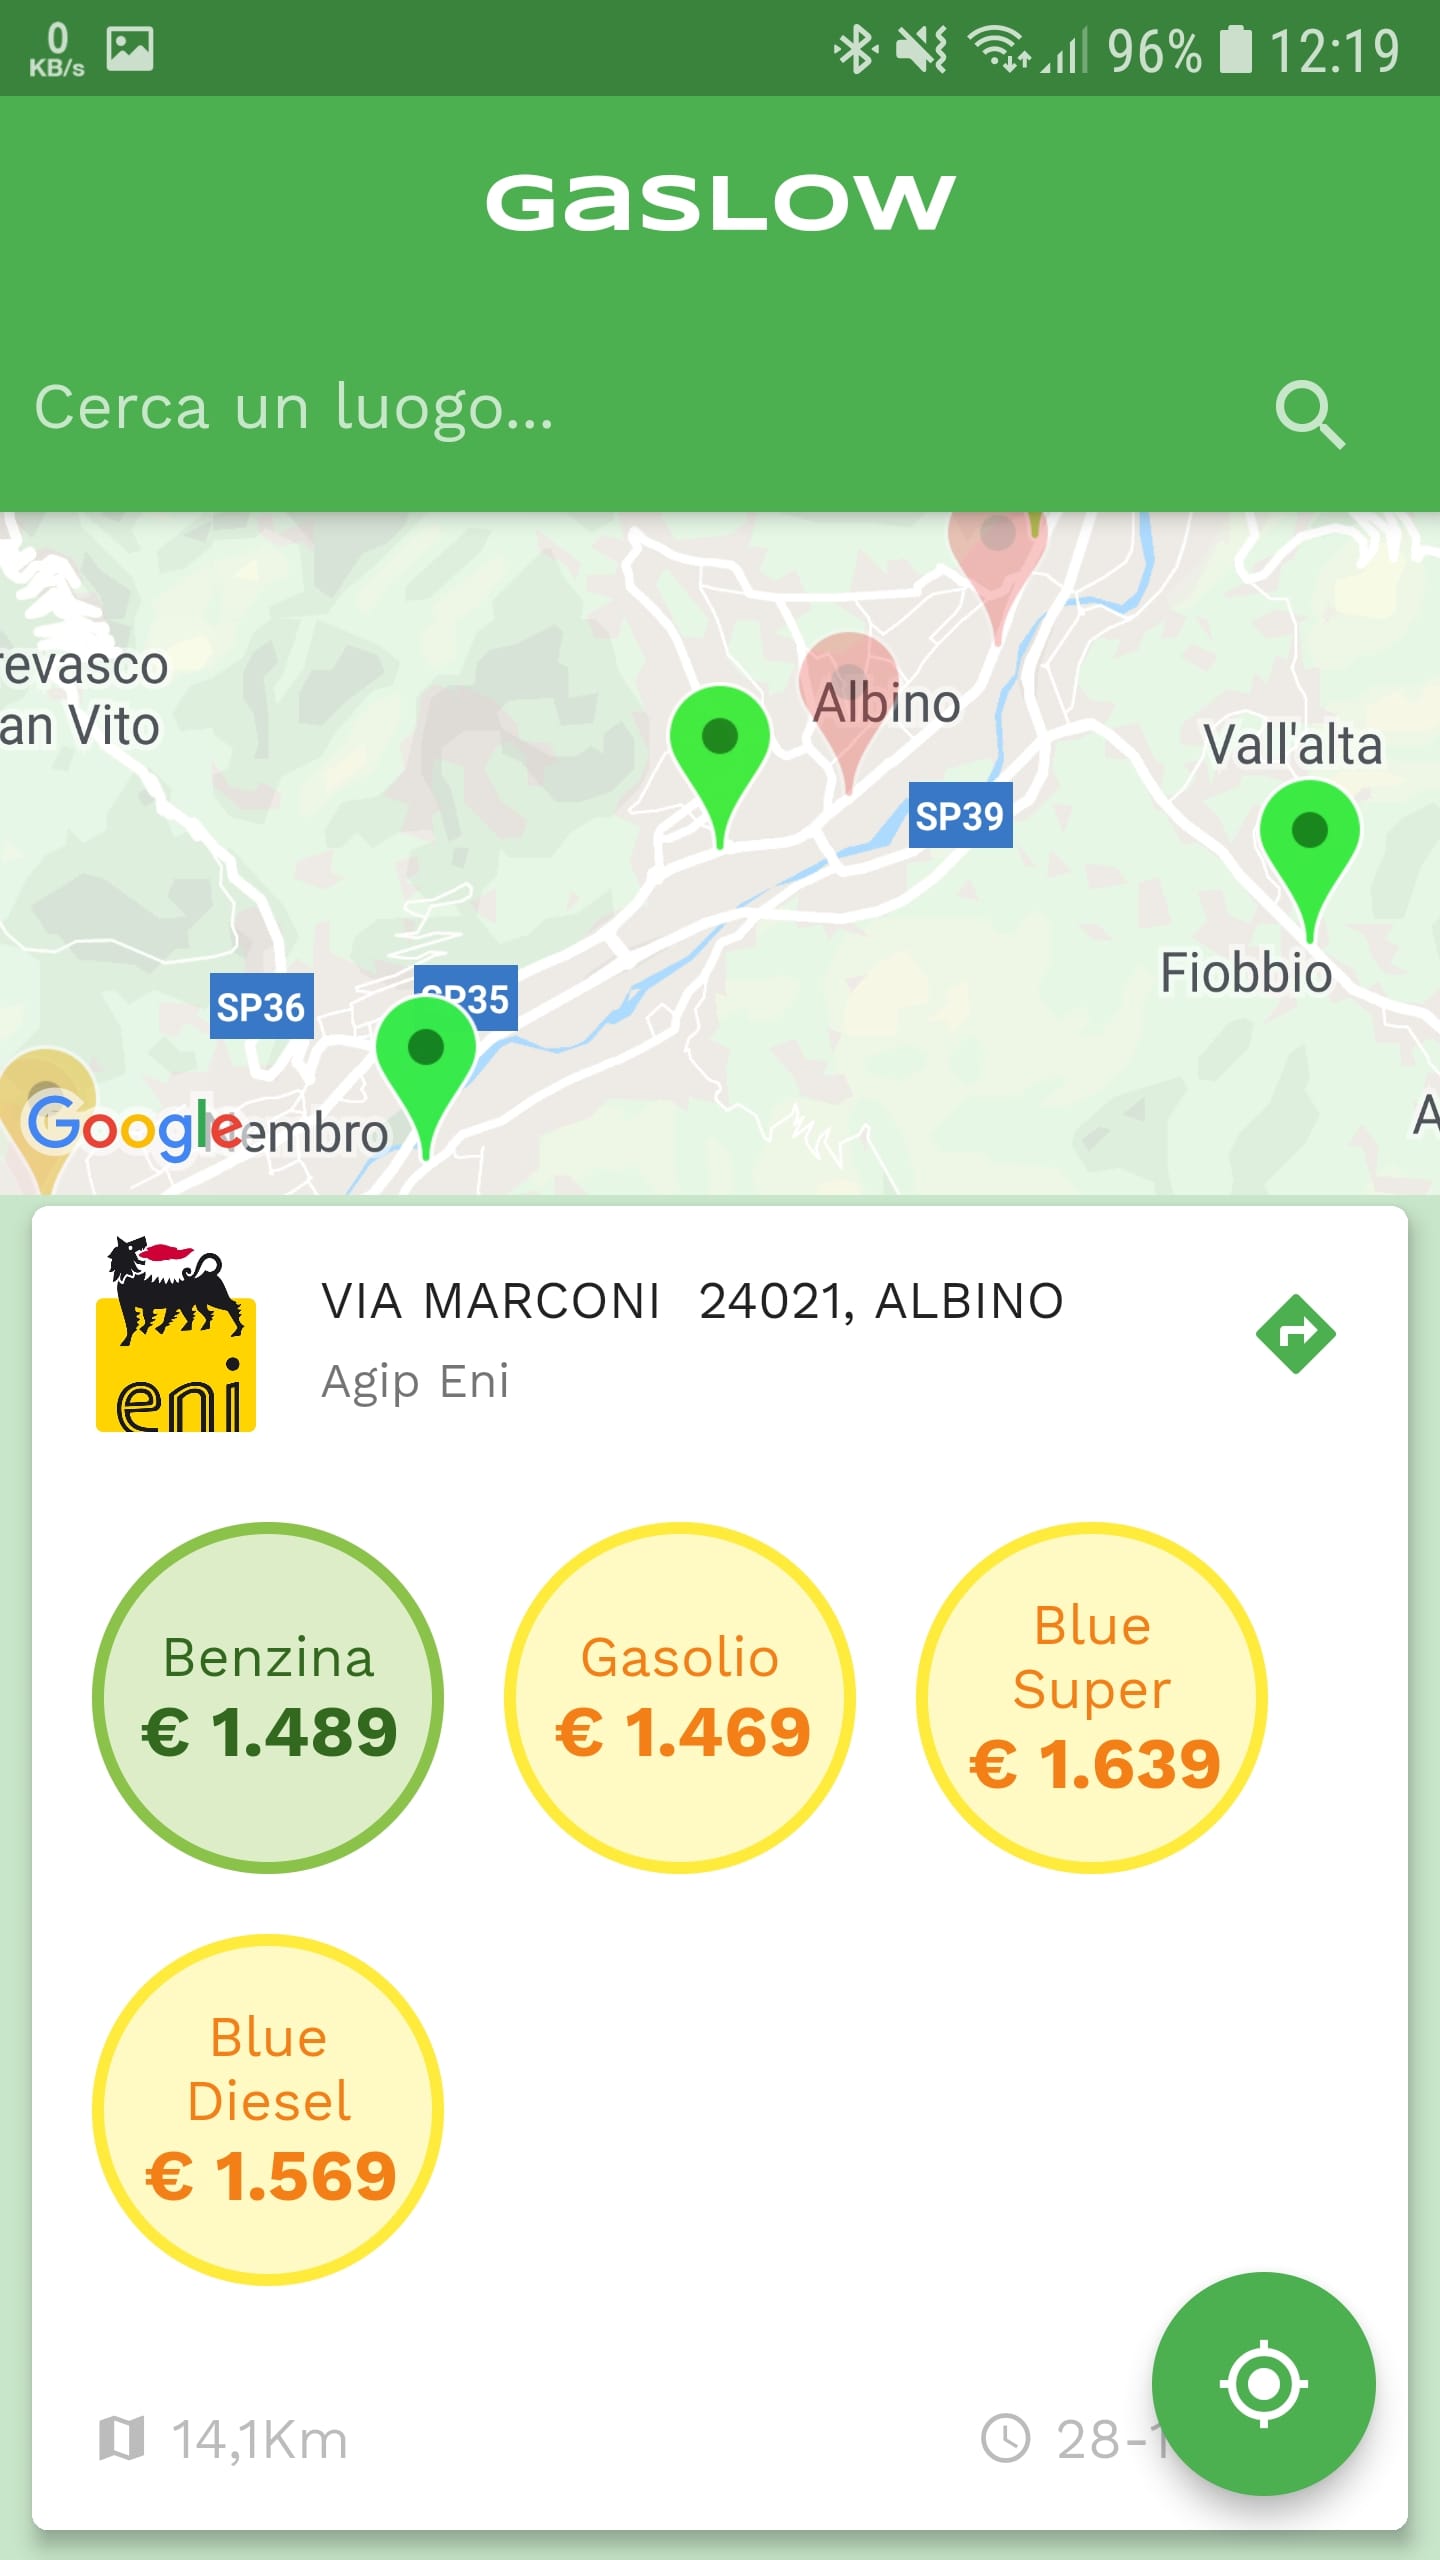 0
KB/s
96% 12:19
GaSLOW
Cerca un luogo...
revasco
an Vito
Albino
Vall'alta
SP39
Fiobbio
SP36
SP35
Google
embro
A
eni
VIA MARCONI  24021, ALBINO
Agip Eni
Benzina
€ 1.489
Gasolio
€ 1.469
Blue
Super
€ 1.639
Blue
Diesel
€ 1.569
14,1Km
28-1